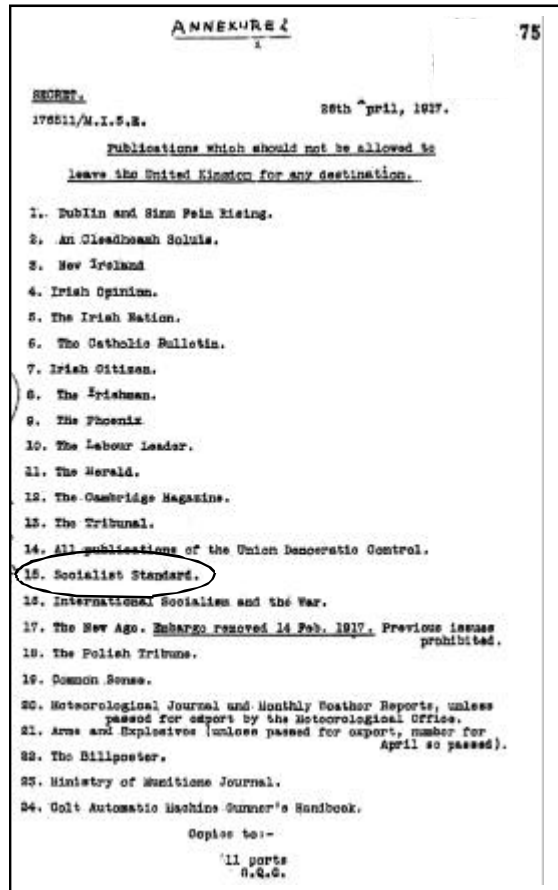 ANNEXURE
75
SECRET.
26th April, 1917.
176511/M.I.5.E.
Publications which should not be allowed to
leave the United Kingdom for any destination.
1. Dublin and Sinn Fein Rising.
2. An Cleadheamh Soluis.
3. New Ireland
4. Irish Opinion.
5. The Irish Nation.
6. The Catholic Bulletin.
7. Irish Citizen.
8. The Irishman.
9. The Phoenix
10. The Labour Leader.
11. The Herald.
12. The Cambridge Magazine.
13. The Tribunal.
14. All publications of the Union Democratic Control.
15. Socialist Standard.
16. International Socialism and the War.
17. The New Age. Embargo removed 14 Feb. 1917. Previous issues
prohibited.
18. The Polish Tribune.
19. Common Sense.
20. Meteorological Journal and Monthly Weather Reports, unless
passed for export by the Meteorological Office.
21. Arms and Explosives (unless passed for export, number for
April so passed).
22. The Billposter.
23. Ministry of Munitions Journal.
24. Colt Automatic Machine Gunner's Handbook.
Copies to:-
All ports